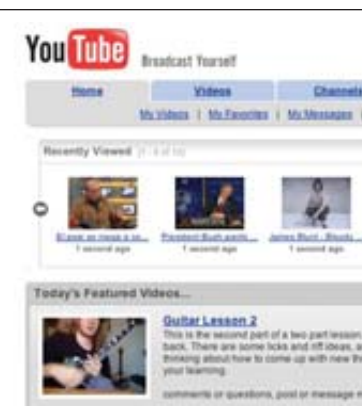 YouTube
Broadcast Yourself
Home Videos Channels
My Videos | My Favorites | My Messages |
Recently Viewed
President Bush James Blunt
1 second ago 1 second ago 1 second ago
Today's Featured Videos...
Guitar Lesson 2
This is the second part of a two part lesson.
back. There are some licks and riff ideas, a
thinking about how to come up with new th
your learning.
comments or questions, post or message